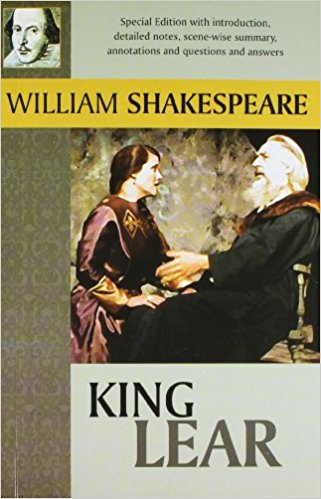 Special Edition with introduction,
detailed notes, scene-wise summary,
annotations and questions and answers
WILLIAM SHAKESPEARE
KING
LEAR